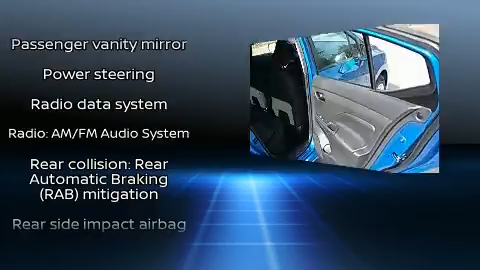 Passenger vanity mirror
Power steering
Radio data system
Radio: AM/FM Audio System
Rear collision: Rear
Automatic Braking
(RAB) mitigation
Rear side impact airbag